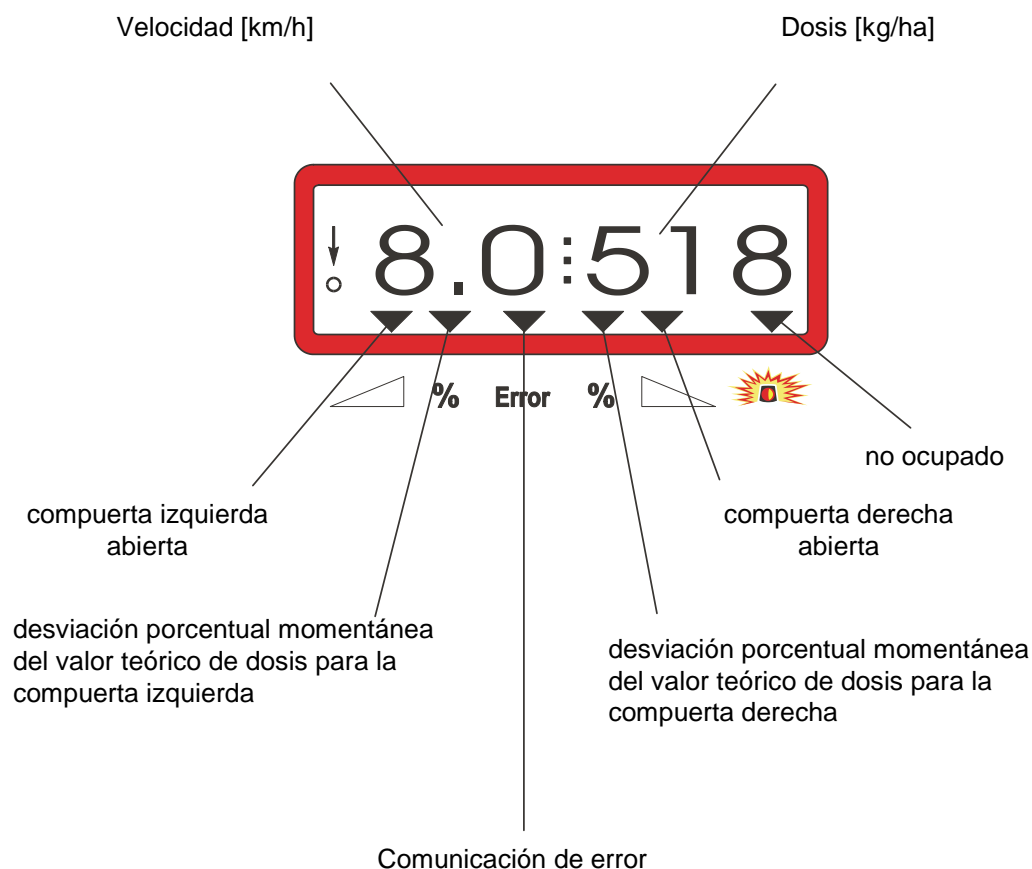 Velocidad [km/h]
Dosis [kg/ha]
8.0:518
% Error %
no ocupado
compuerta izquierda
abierta
compuerta derecha
abierta
desviación porcentual momentánea
del valor teórico de dosis para la
compuerta izquierda
desviación porcentual momentánea
del valor teórico de dosis para la
compuerta derecha
Comunicación de error